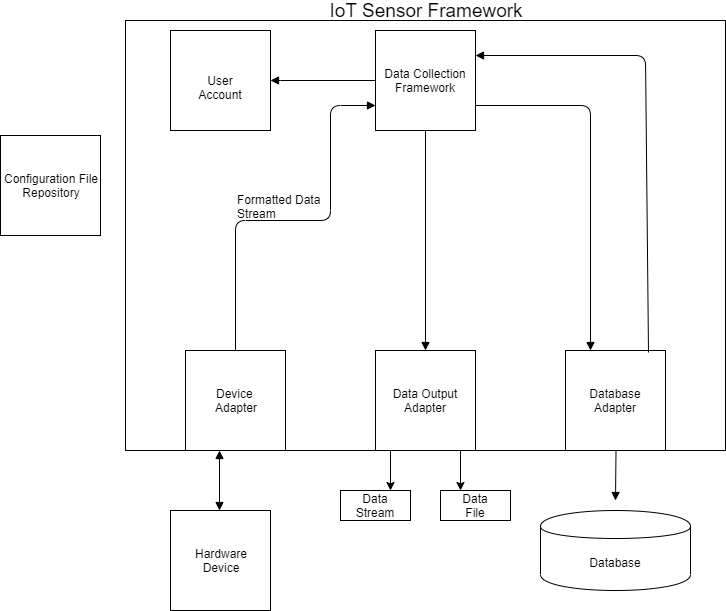 IoT Sensor Framework
User
Account
Data Collection
Framework
Configuration File
Repository
Formatted Data
Stream
Device
Adapter
Data Output
Adapter
Database
Adapter
Data
Stream
Data
File
Hardware
Device
Database